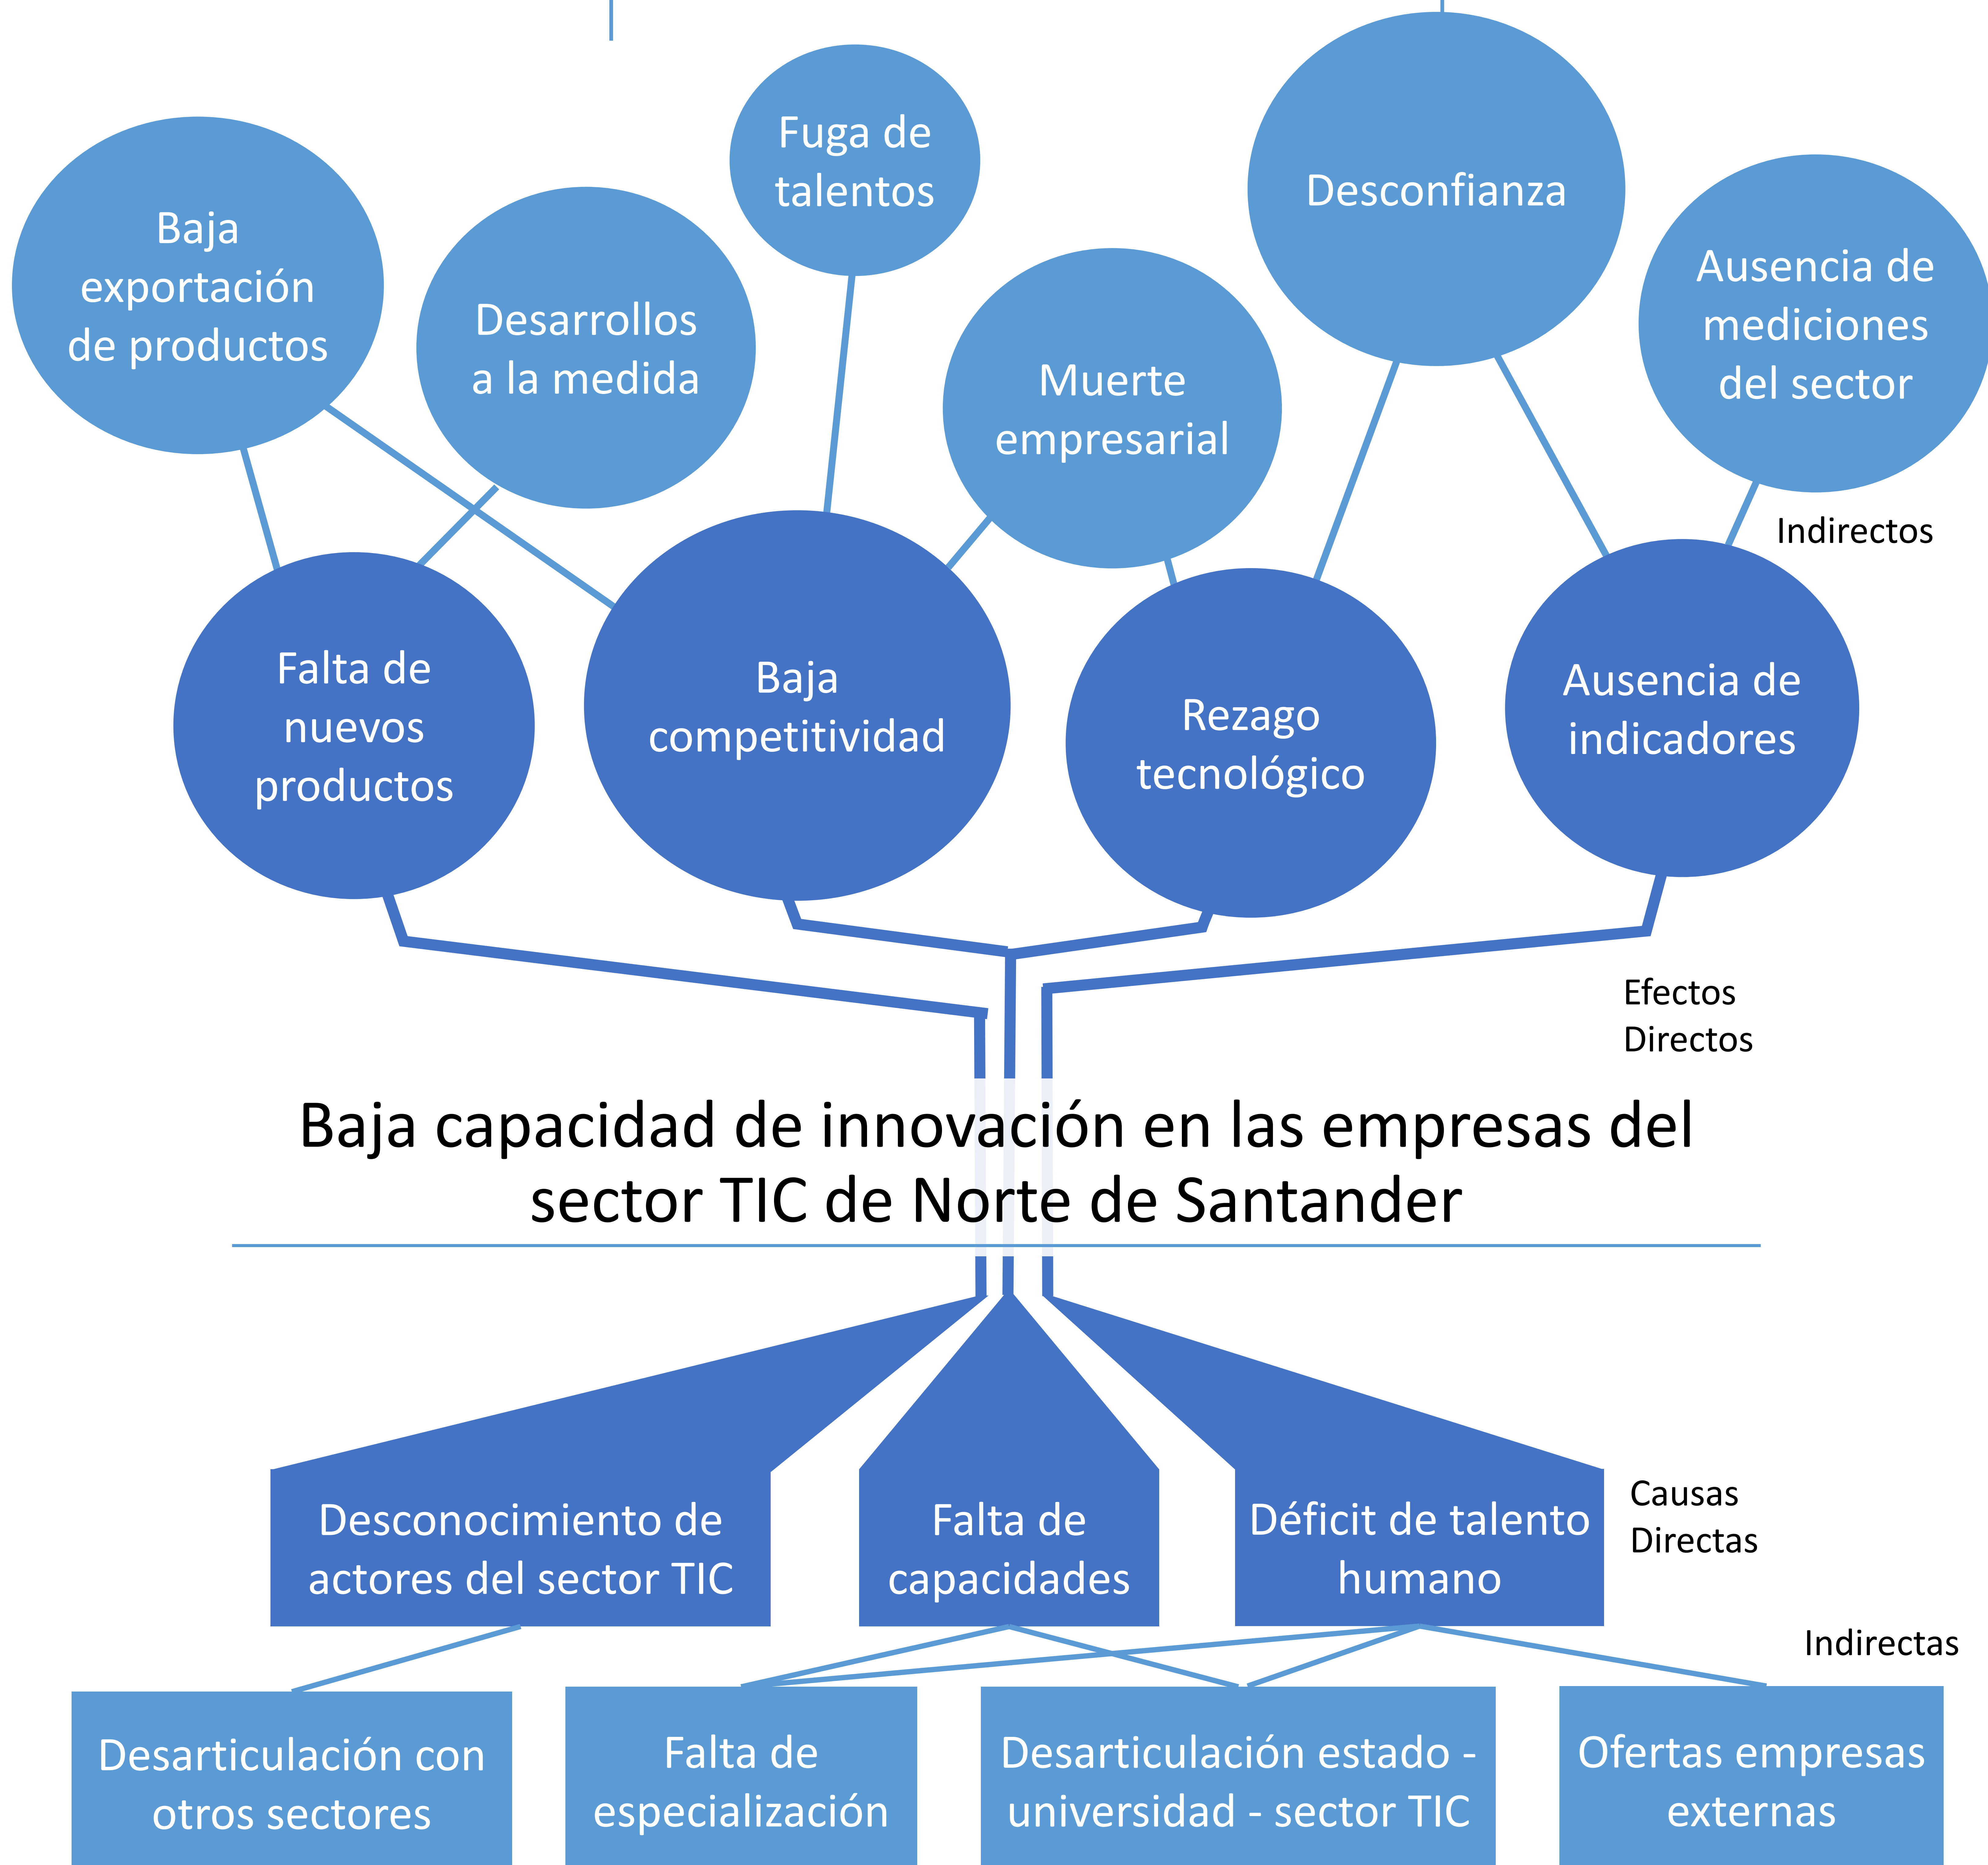 Fuga de
talentos
Desconfianza
Baja
exportación
de productos
Desarrollos
a la medida
Muerte
empresarial
Ausencia de
mediciones
del sector
Indirectos
Falta de
nuevos
productos
Baja
competitividad
Rezago
tecnológico
Ausencia de
indicadores
Efectos
Directos
Baja capacidad de innovación en las empresas del
sector TIC de Norte de Santander
Desconocimiento de
actores del sector TIC
Falta de
capacidades
Déficit de talento
humano
Causas
Directas
Indirectas
Desarticulación con
otros sectores
Falta de
especialización
Desarticulación estado -
universidad - sector TIC
Ofertas empresas
externas